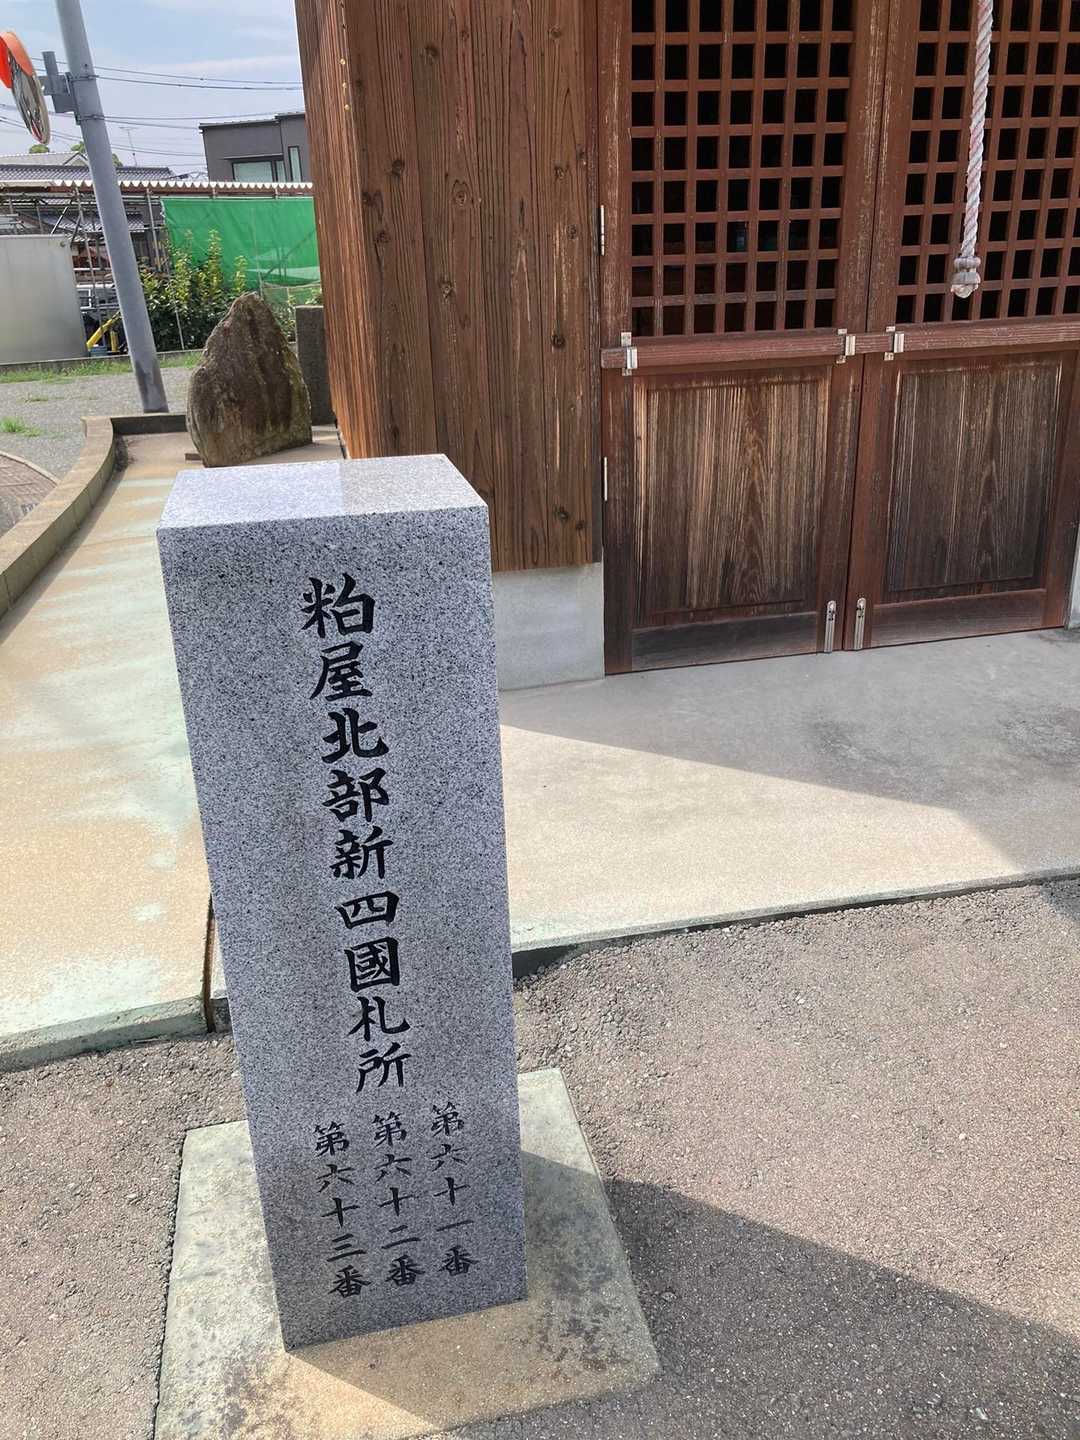 粕屋北部新四國札所
第六十一番
第六十二番
第六十三番